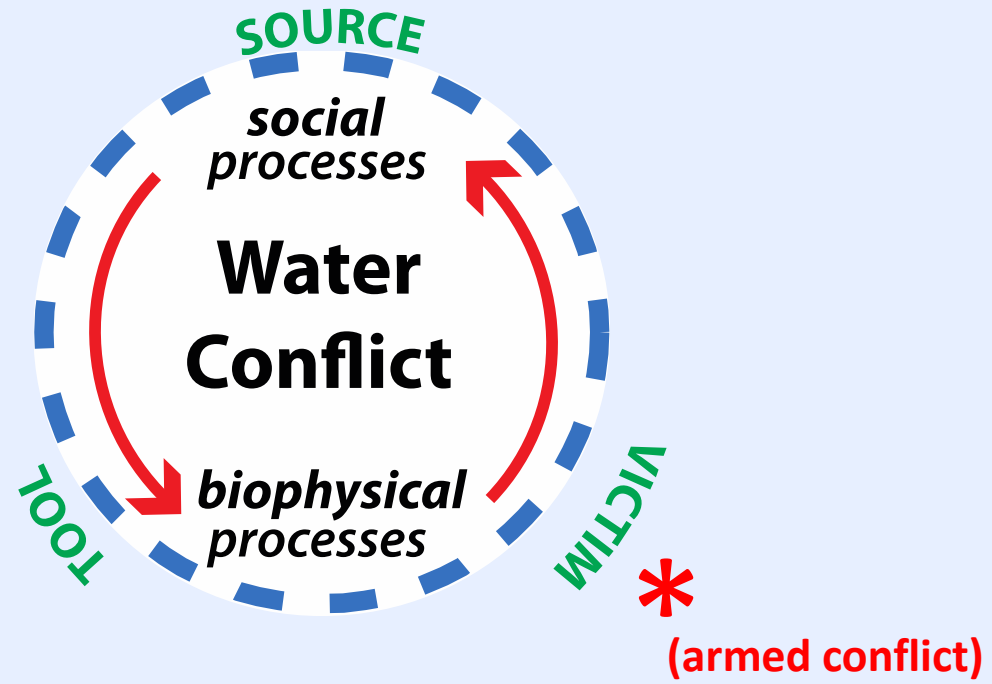 SOURCE
social
processes
Water
Conflict
biophysical
processes
TOOL
VICTIM
*
(armed conflict)